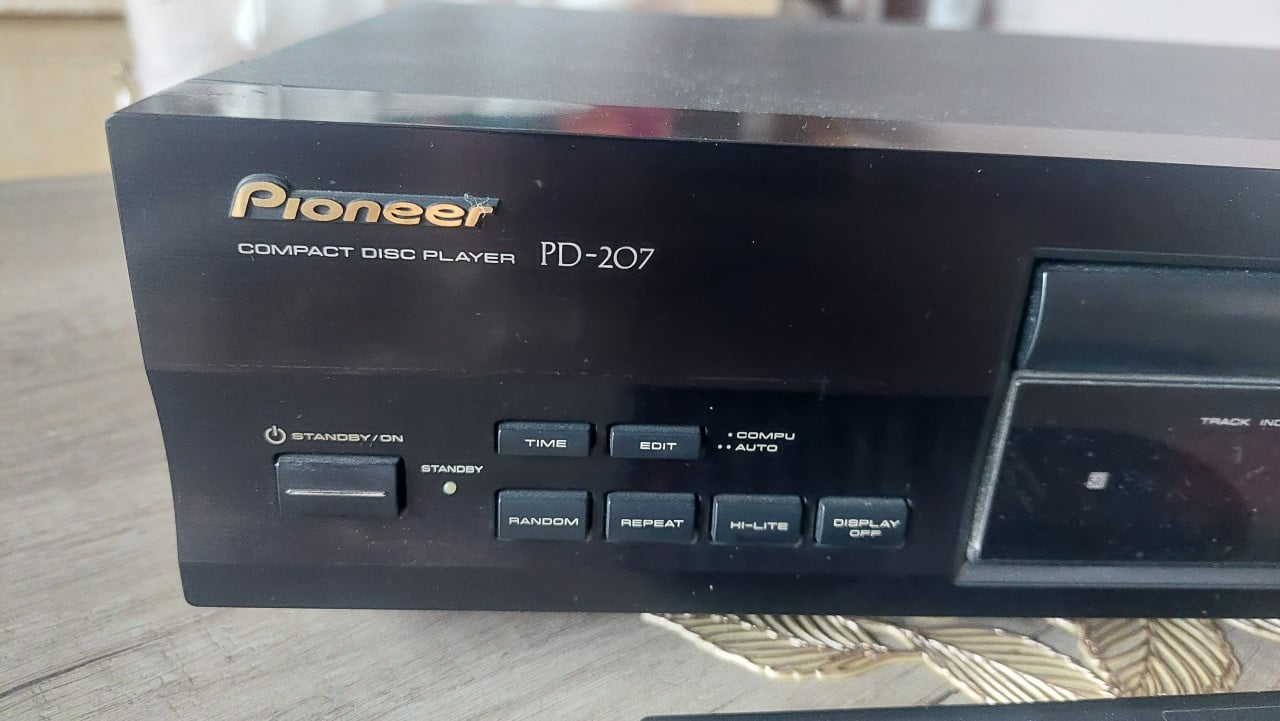 Pioneer
COMPACT DISC PLAYER PD-207
STANDBY/ON
STANDBY
TIME
EDIT
• COMPU
•• AUTO
RANDOM
REPEAT
HI-LITE
DISPLAY
OFF
TRACK